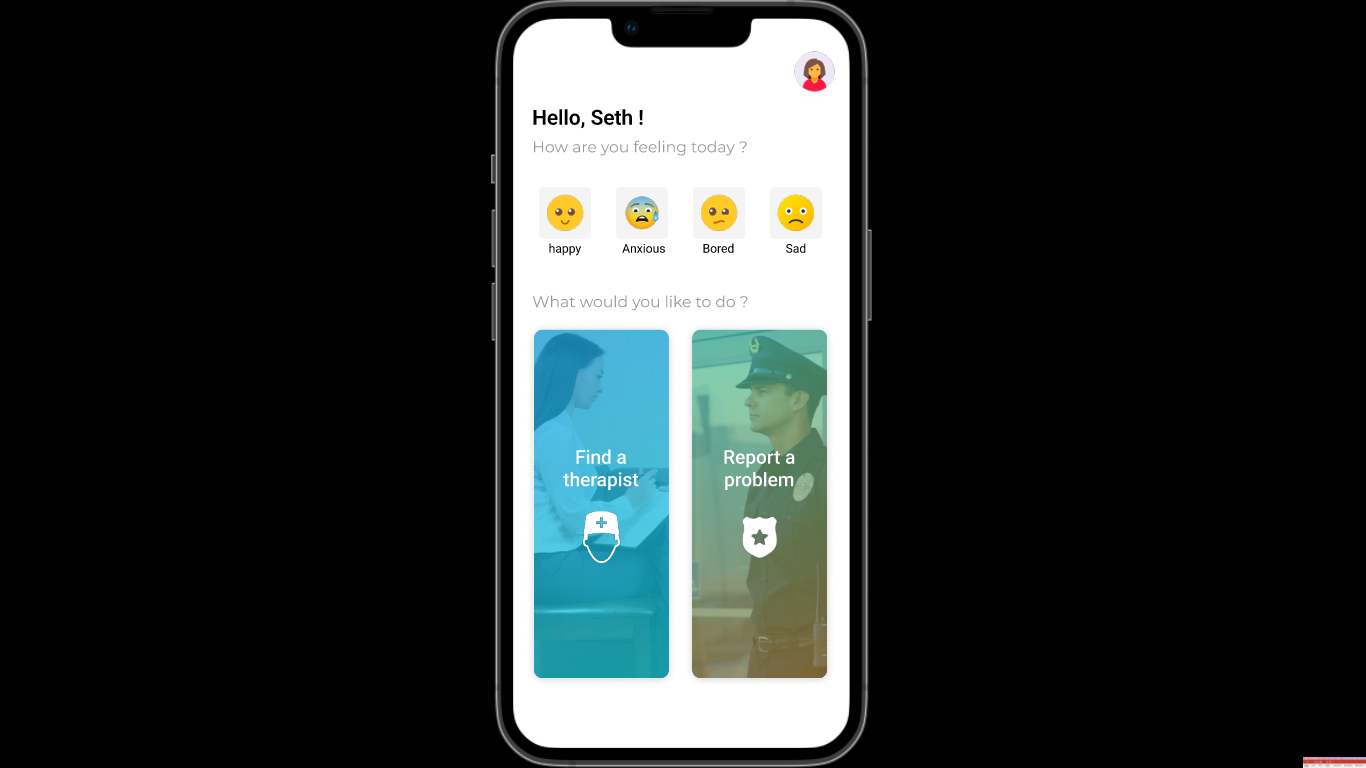 Hello, Seth !
How are you feeling today ?
happy
Anxious
Bored
Sad
What would you like to do ?
Find a
therapist
Report a
problem